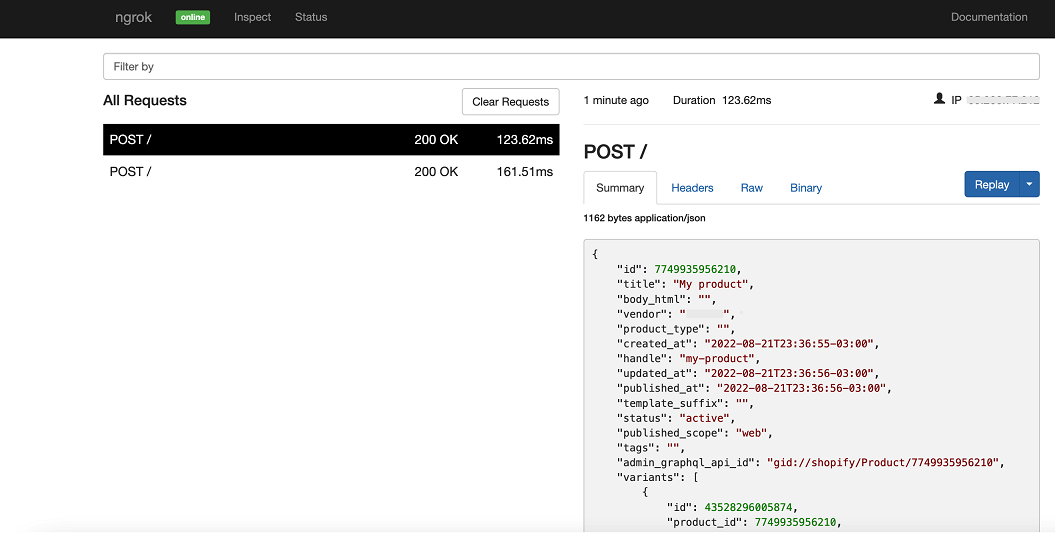 ngrok online Inspect Status Documentation
Filter by
All Requests Clear Requests
POST / 200 OK 123.62ms
POST / 200 OK 161.51ms
1 minute ago Duration 123.62ms IP
POST /
Summary Headers Raw Binary Replay
1162 bytes application/json
{
"id": 7749935956210,
"title": "My product",
"body_html": "",
"vendor": "",
"product_type": "",
"created_at": "2022-08-21T23:36:55-03:00",
"handle": "my-product",
"updated_at": "2022-08-21T23:36:56-03:00",
"published_at": "2022-08-21T23:36:56-03:00",
"template_suffix": "",
"status": "active",
"published_scope": "web",
"tags": "",
"admin_graphql_api_id": "gid://shopify/Product/7749935956210",
"variants": [
{
"id": 43528296005874,
"product_id": 7749935956210,